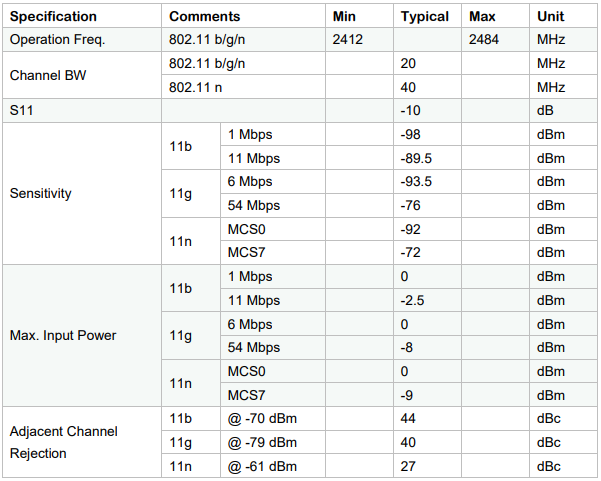 Specification Comments Min Typical Max Unit
Operation Freq. 802.11 b/g/n 2412 2484 MHz
Channel BW 802.11 b/g/n 20 MHz
802.11 n 40 MHz
S11 -10 dB
Sensitivity 11b 1 Mbps -98 dBm
11 Mbps -89.5 dBm
11g 6 Mbps -93.5 dBm
54 Mbps -76 dBm
11n MCS0 -92 dBm
MCS7 -72 dBm
Max. Input Power 11b 1 Mbps 0 dBm
11 Mbps -2.5 dBm
11g 6 Mbps 0 dBm
54 Mbps -8 dBm
11n MCS0 0 dBm
MCS7 -9 dBm
Adjacent Channel
Rejection
11b @ -70 dBm 44 dBc
11g @ -79 dBm 40 dBc
11n @ -61 dBm 27 dBc